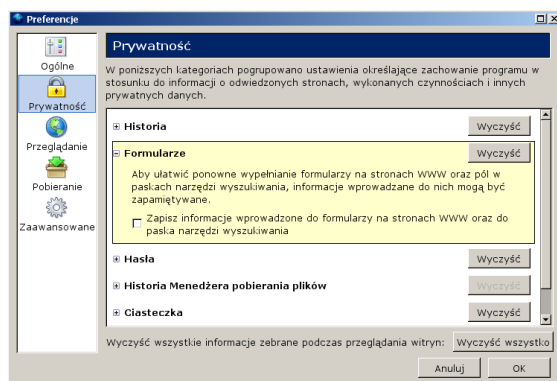 Preferencje
Ogólne
Prywatność
Przeglądanie
Pobieranie
Zaawansowane
Prywatność
W poniższych kategoriach pogrupowano ustawienia określające zachowanie programu w
stosunku do informacji o odwiedzonych stronach, wykonanych czynnościach i innych
prywatnych danych.
Historia Wyczyść
Formularze Wyczyść
Aby ułatwić ponowne wypełnianie formularzy na stronach WWW oraz pól w
paskach narzędzi wyszukiwania, informacje wprowadzane do nich mogą być
zapamiętywane.
Zapisz informacje wprowadzone do formularzy na stronach WWW oraz do
paska narzędzi wyszukiwania
Hasła Wyczyść
Historia Menedżera pobierania plików Wyczyść
Ciasteczka Wyczyść
Wyczyść wszystkie informacje zebrane podczas przeglądania witryn: Wyczyść wszystko
Anuluj OK